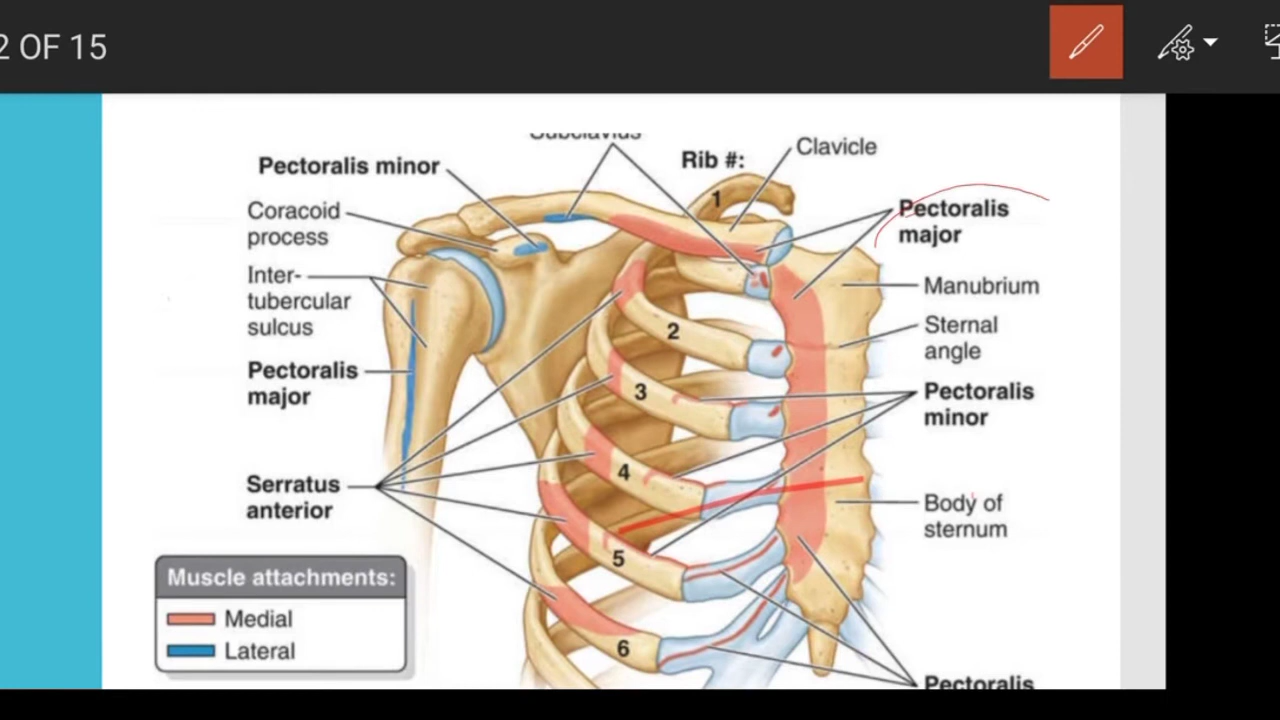 2 OF 15
Subclavius
Pectoralis minor
Rib #:
Clavicle
1
Coracoid
process
Pectoralis
major
Inter-
tubercular
sulcus
Manubrium
Sternal
angle
2
Pectoralis
major
3
Pectoralis
minor
4
Serratus
anterior
Body of
sternum
5
Muscle attachments:
Medial
Lateral
6
Pectoralis